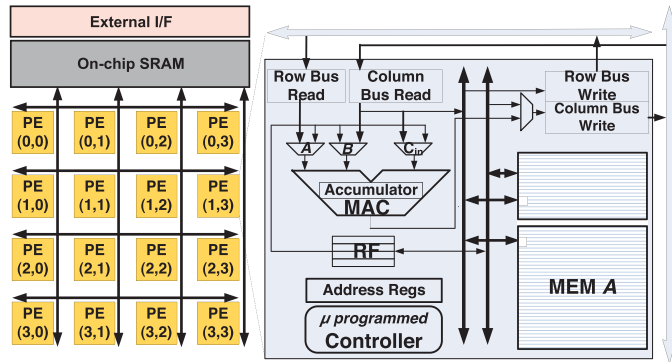 External I/F
On-chip SRAM
PE PE PE PE
(0,0) (0,1) (0,2) (0,3)
PE PE PE PE
(1,0) (1,1) (1,2) (1,3)
PE PE PE PE
(2,0) (2,1) (2,2) (2,3)
PE PE PE PE
(3,0) (3,1) (3,2) (3,3)
Row Bus
Read
Column
Bus Read
Row Bus
Write
Column Bus
Write
A B Cin
Accumulator
MAC
RF
Address Regs
μ programmed
Controller
MEM A